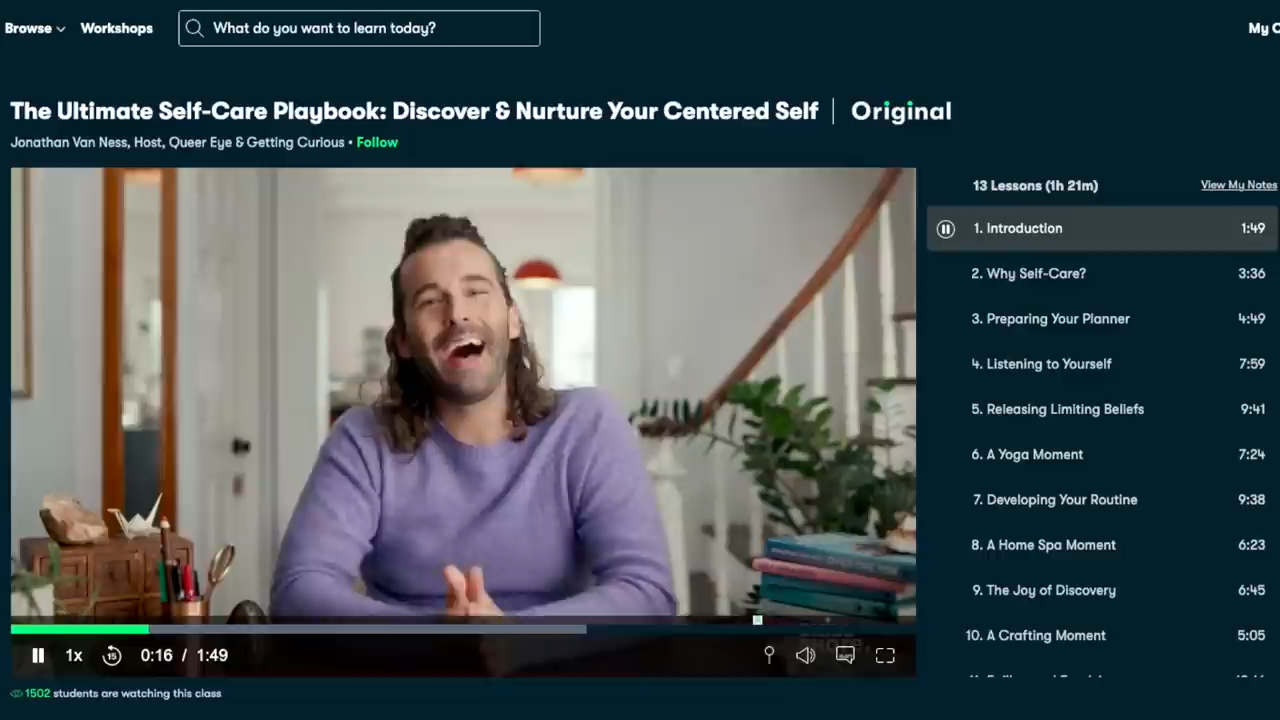 Browse
Workshops
What do you want to learn today?
My
The Ultimate Self-Care Playbook: Discover & Nurture Your Centered Self | Original
Jonathan Van Ness, Host, Queer Eye & Getting Curious • Follow
13 Lessons (1h 21m)
View My Notes
1. Introduction 1:49
2. Why Self-Care? 3:36
3. Preparing Your Planner 4:49
4. Listening to Yourself 7:59
5. Releasing Limiting Beliefs 9:41
6. A Yoga Moment 7:24
7. Developing Your Routine 9:38
8. A Home Spa Moment 6:23
9. The Joy of Discovery 6:45
10. A Crafting Moment 5:05
1x 15 0:16 / 1:49
1502 students are watching this class